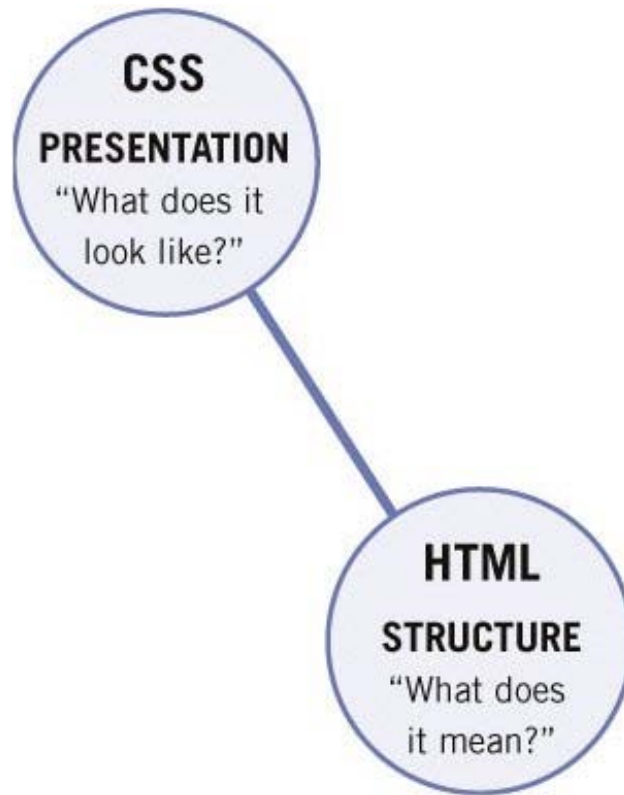 CSS
PRESENTATION
“What does it
look like?”
HTML
STRUCTURE
“What does
it mean?”